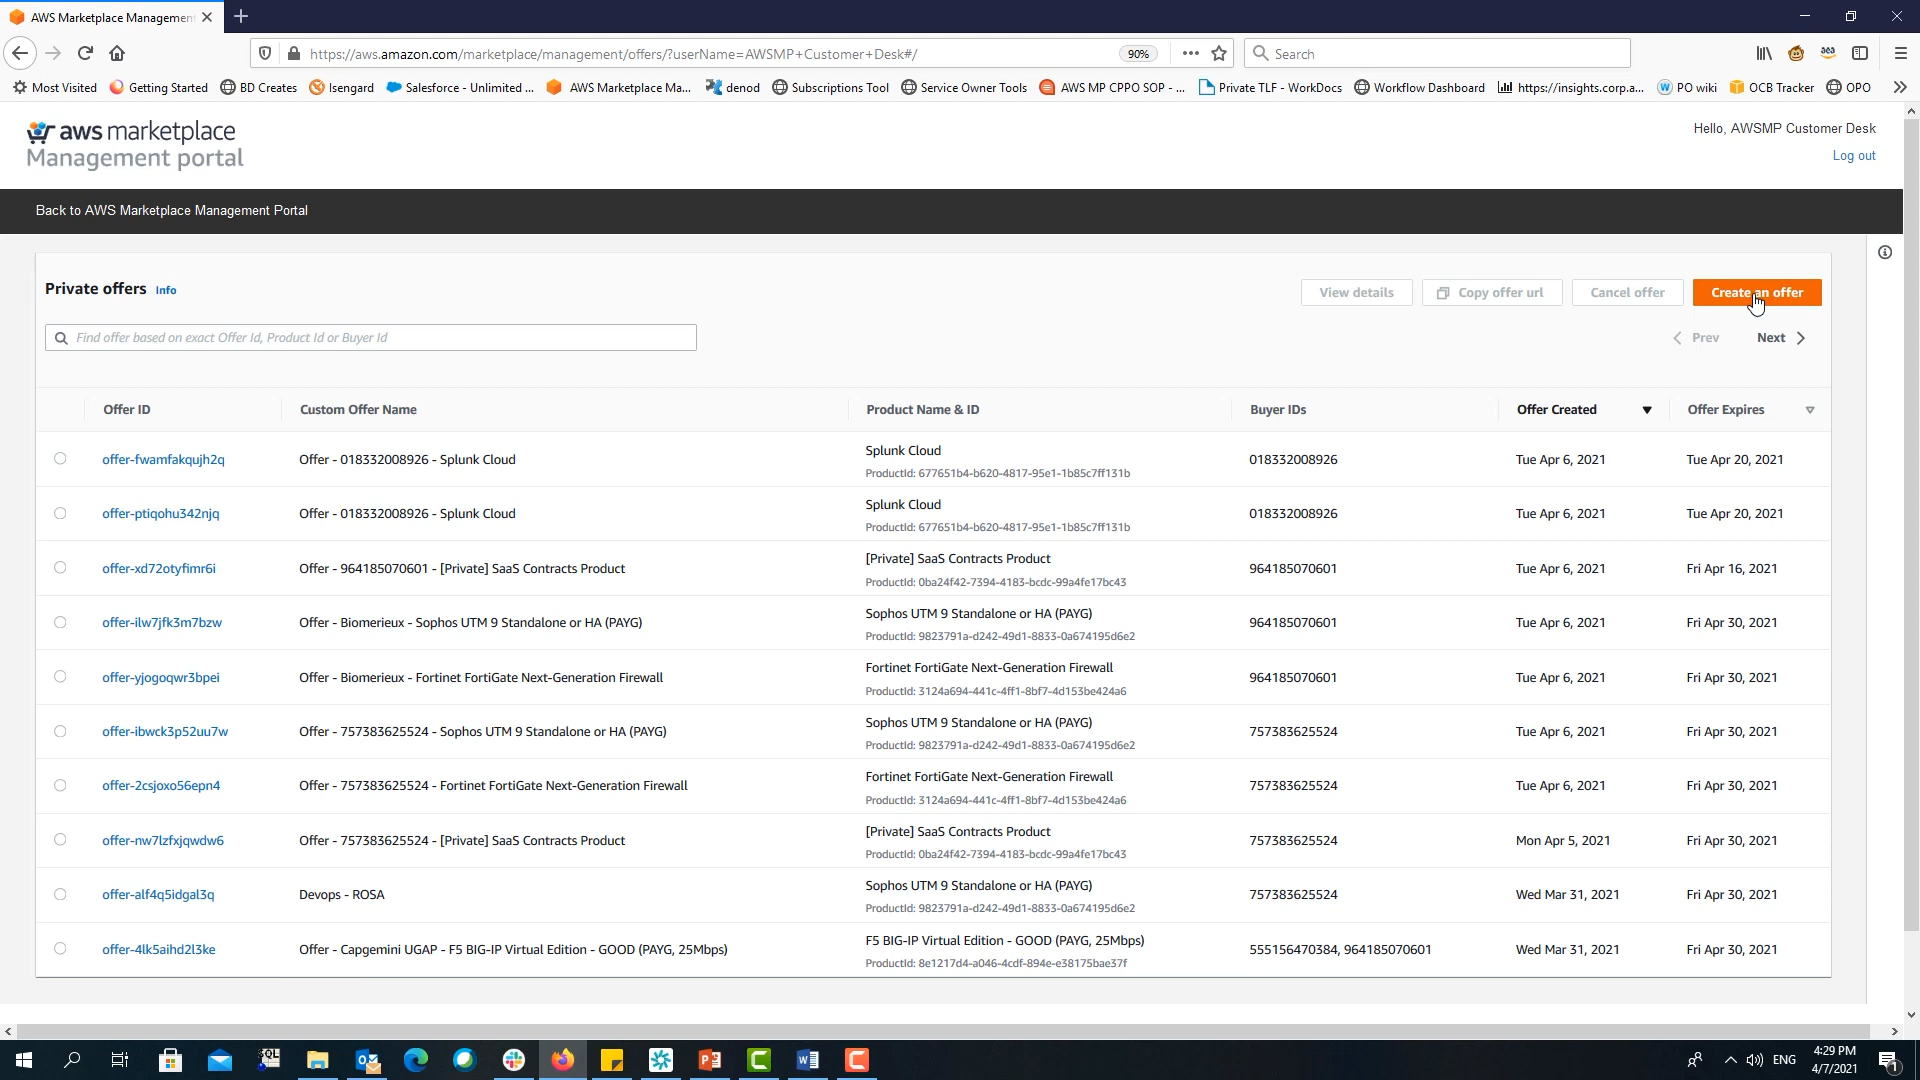 AWS Marketplace Management
https://aws.amazon.com/marketplace/management/offers/?userName=AWSMP+Customer+Desk#/
90%
Search
Most Visited
Getting Started
BD Creates
Isengard
Salesforce - Unlimited ...
AWS Marketplace Ma...
denod
Subscriptions Tool
Service Owner Tools
AWS MP CPPO SOP - ...
Private TLF - WorkDocs
Workflow Dashboard
https://insights.corp.a...
PO wiki
OCB Tracker
OPO
aws marketplace
Management portal
Hello, AWSMP Customer Desk
Log out
Back to AWS Marketplace Management Portal
Private offers Info
View details
Copy offer url
Cancel offer
Create an offer
Find offer based on exact Offer Id, Product Id or Buyer Id
Prev
Next
Offer ID Custom Offer Name Product Name & ID Buyer IDs Offer Created Offer Expires
offer-fwamfakqujh2q Offer - 018332008926 - Splunk Cloud Splunk Cloud 018332008926 Tue Apr 6, 2021 Tue Apr 20, 2021
ProductId: 677651b4-b620-4817-95e1-1b85c7ff131b
offer-ptiqohu342njq Offer - 018332008926 - Splunk Cloud Splunk Cloud 018332008926 Tue Apr 6, 2021 Tue Apr 20, 2021
ProductId: 677651b4-b620-4817-95e1-1b85c7ff131b
offer-xd72otyfimr6i Offer - 964185070601 - [Private] SaaS Contracts Product [Private] SaaS Contracts Product 964185070601 Tue Apr 6, 2021 Fri Apr 16, 2021
ProductId: 0ba24f42-7394-4183-bcdc-99a4fe17bc43
offer-ilw7jfk3m7bzw Offer - Biomerieux - Sophos UTM 9 Standalone or HA (PAYG) Sophos UTM 9 Standalone or HA (PAYG) 964185070601 Tue Apr 6, 2021 Fri Apr 30, 2021
ProductId: 9823791a-d242-49d1-8833-0a674195d6e2
offer-yjogoqwr3bpei Offer - Biomerieux - Fortinet FortiGate Next-Generation Firewall Fortinet FortiGate Next-Generation Firewall 964185070601 Tue Apr 6, 2021 Fri Apr 30, 2021
ProductId: 3124a694-441c-4ff1-8bf7-4d153be424a6
offer-ibwck3p52uu7w Offer - 757383625524 - Sophos UTM 9 Standalone or HA (PAYG) Sophos UTM 9 Standalone or HA (PAYG) 757383625524 Tue Apr 6, 2021 Fri Apr 30, 2021
ProductId: 9823791a-d242-49d1-8833-0a674195d6e2
offer-2csjoxo56epn4 Offer - 757383625524 - Fortinet FortiGate Next-Generation Firewall Fortinet FortiGate Next-Generation Firewall 757383625524 Tue Apr 6, 2021 Fri Apr 30, 2021
ProductId: 3124a694-441c-4ff1-8bf7-4d153be424a6
offer-nw7lzfxjqwdw6 Offer - 757383625524 - [Private] SaaS Contracts Product [Private] SaaS Contracts Product 757383625524 Mon Apr 5, 2021 Fri Apr 30, 2021
ProductId: 0ba24f42-7394-4183-bcdc-99a4fe17bc43
offer-alf4q5idgal3q Devops - ROSA Sophos UTM 9 Standalone or HA (PAYG) 757383625524 Wed Mar 31, 2021 Fri Apr 30, 2021
ProductId: 9823791a-d242-49d1-8833-0a674195d6e2
offer-4lk5aihd2l3ke Offer - Capgemini UGAP - F5 BIG-IP Virtual Edition - GOOD (PAYG, 25Mbps) F5 BIG-IP Virtual Edition - GOOD (PAYG, 25Mbps) 555156470384, 964185070601 Wed Mar 31, 2021 Fri Apr 30, 2021
ProductId: 8e1217d4-a046-4cdf-894e-e38175bae37f
ENG
4:29 PM
4/7/2021
1